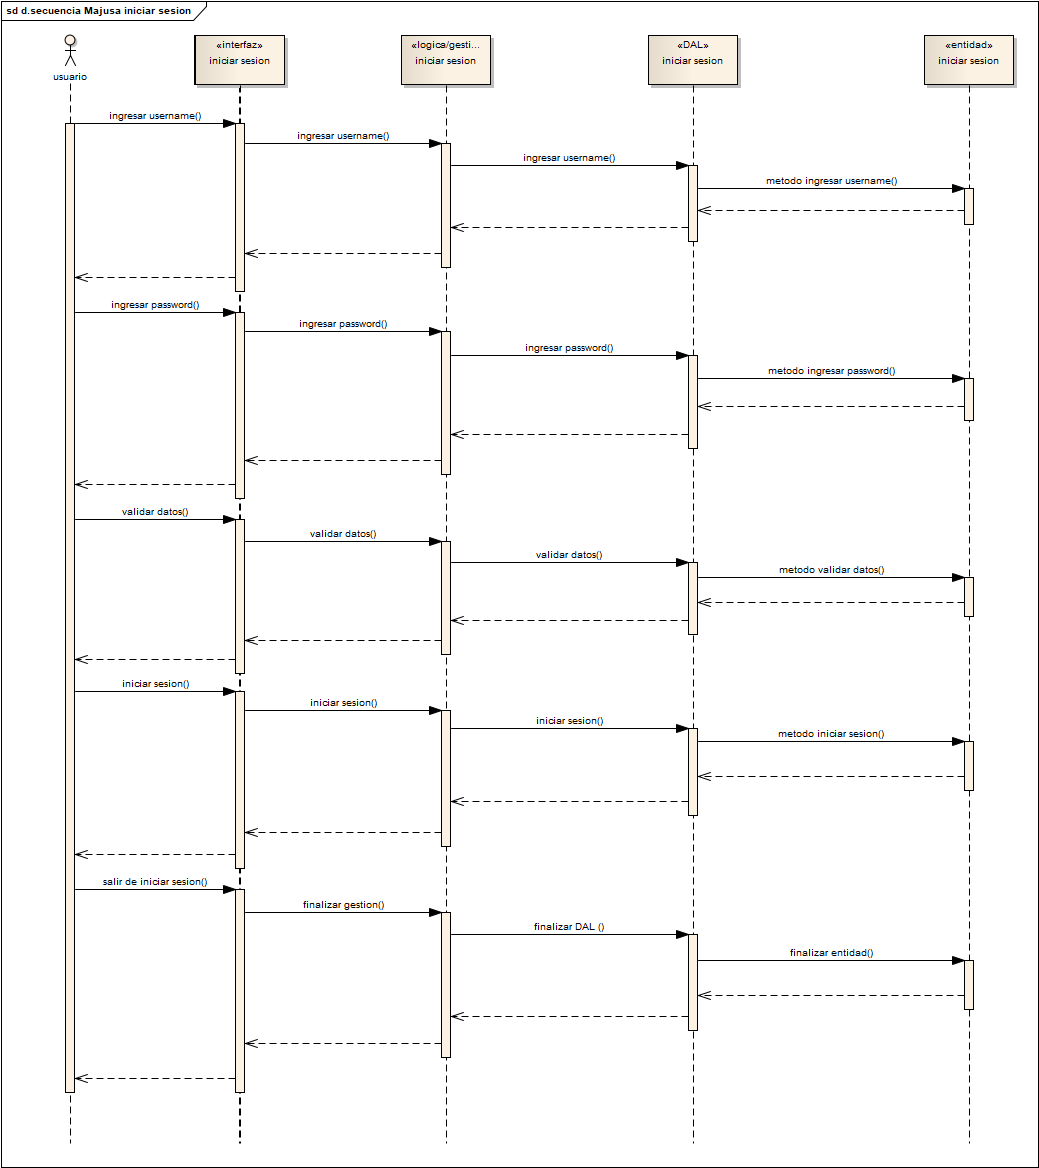 sd d.secuencia Majusa iniciar sesion
usuario
«interfaz»
iniciar sesion
«logica/gesti...
iniciar sesion
«DAL»
iniciar sesion
«entidad»
iniciar sesion
ingresar username()
ingresar username()
ingresar username()
metodo ingresar username()
ingresar password()
ingresar password()
ingresar password()
metodo ingresar password()
validar datos()
validar datos()
validar datos()
metodo validar datos()
iniciar sesion()
iniciar sesion()
iniciar sesion()
metodo iniciar sesion()
salir de iniciar sesion()
finalizar gestion()
finalizar DAL ()
finalizar entidad()